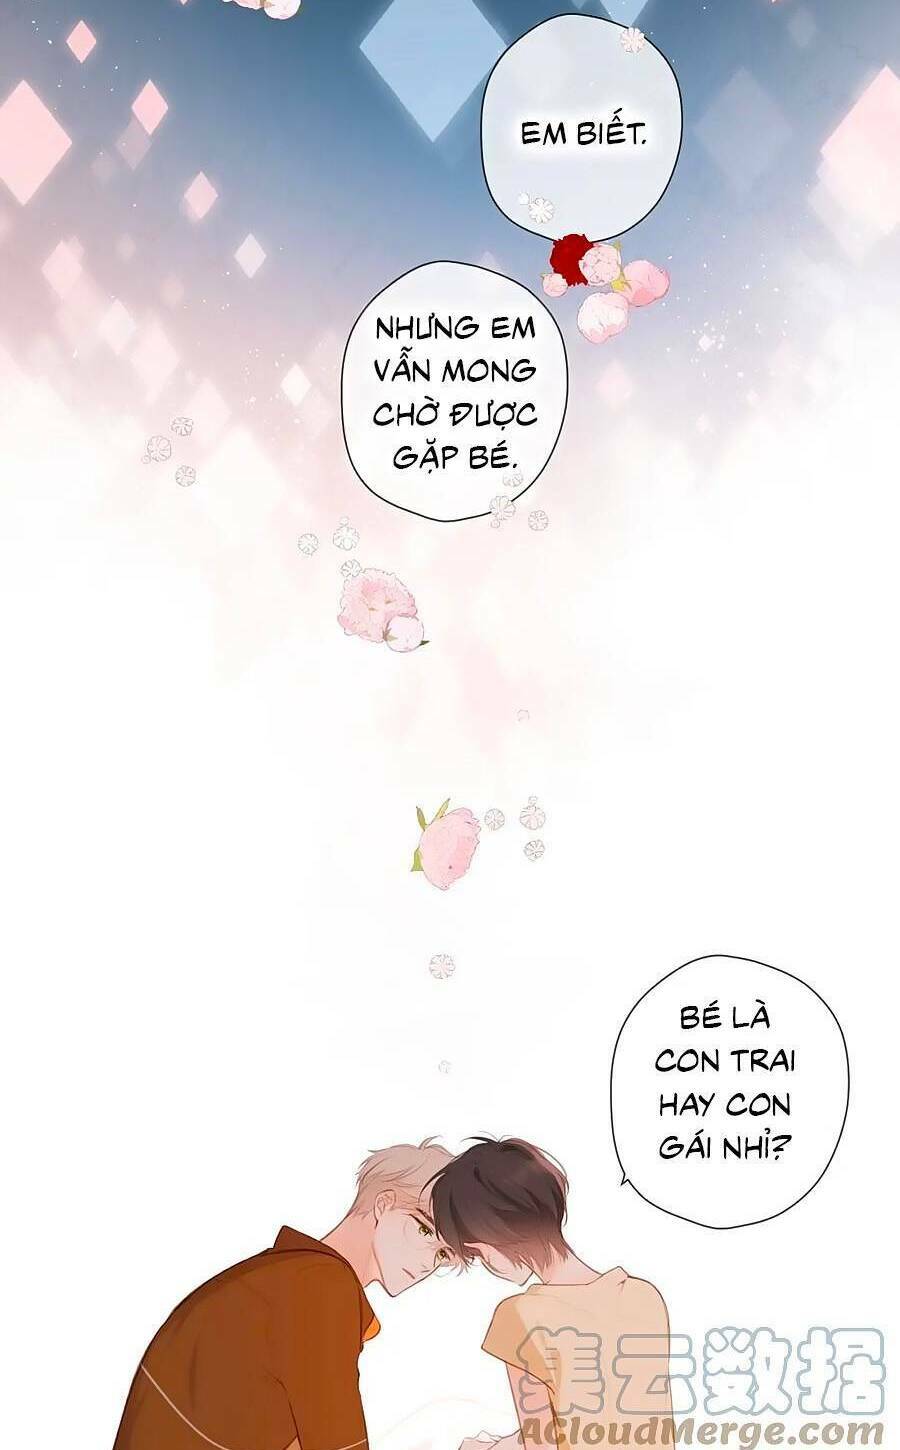 EM BIẾT.
NHƯNG EM
VẪN MONG
CHỜ ĐƯỢC
GẶP BÉ.
BÉ LÀ
CON TRAI
HAY CON
GÁI NHỈ?
集云数据
ACloudMerge.com